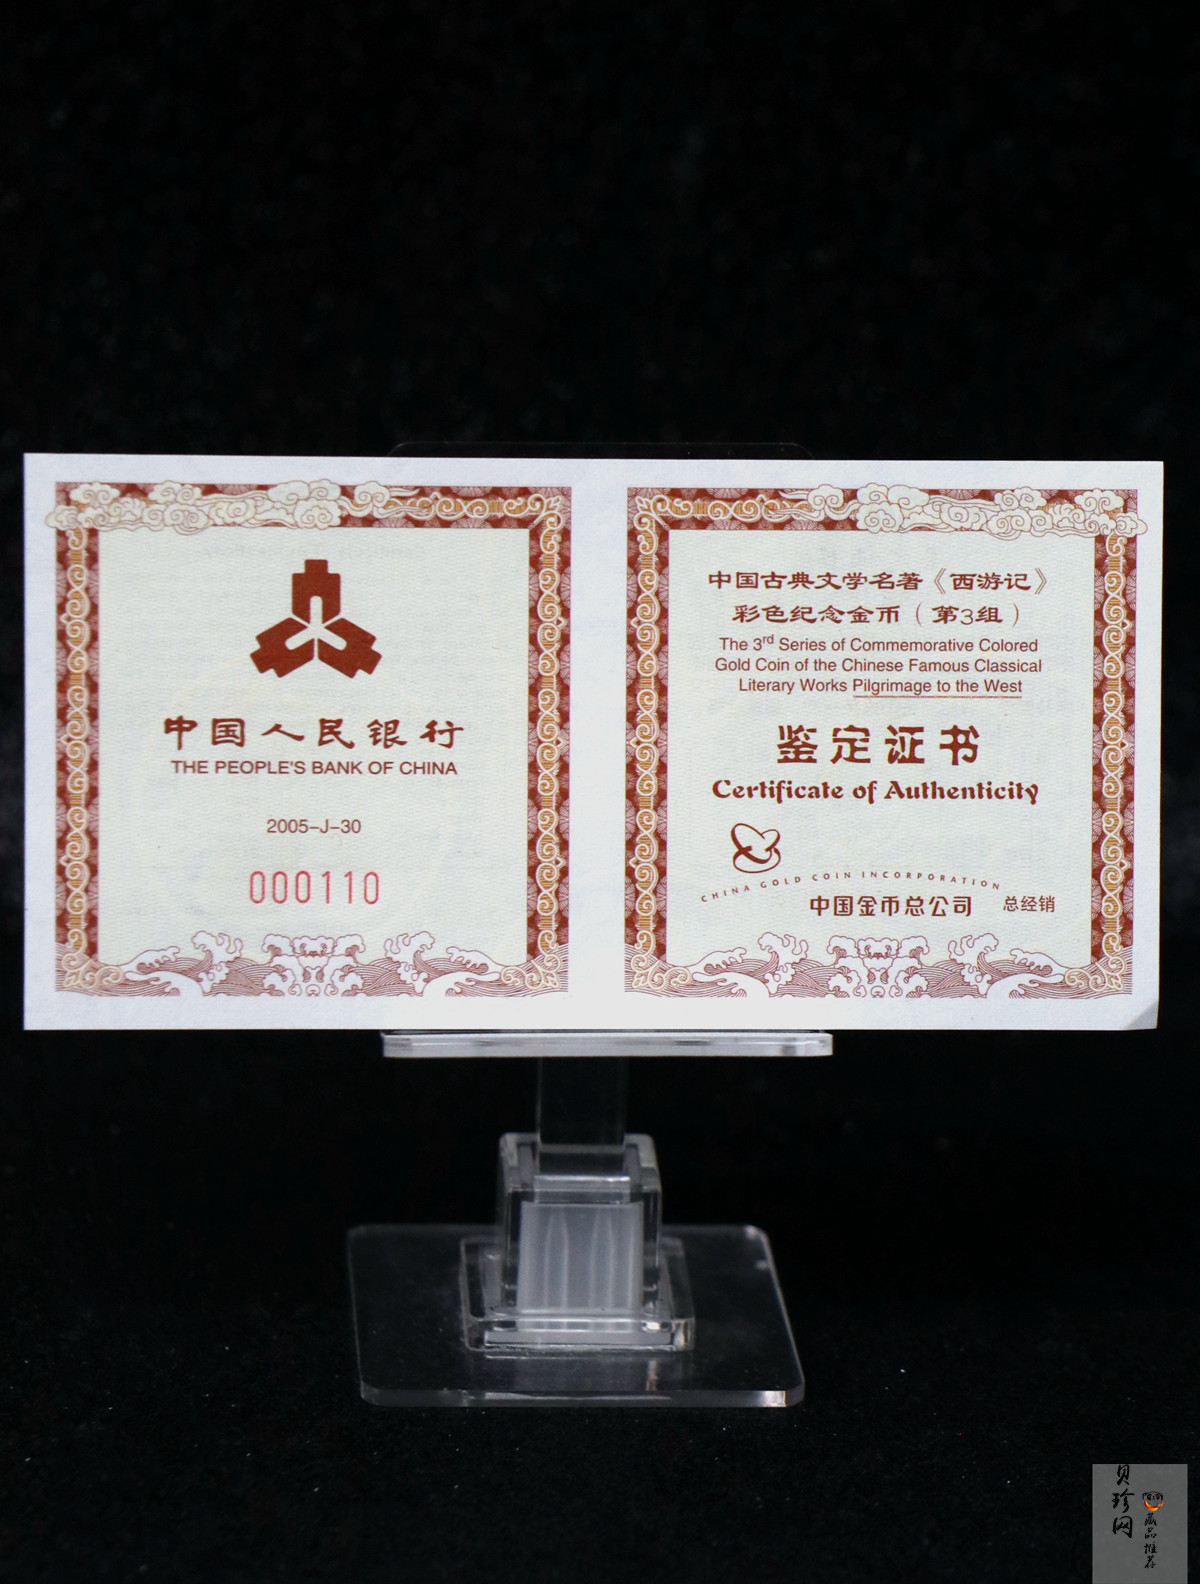 中国人民银行
THE PEOPLE'S BANK OF CHINA
2005-J-30
000110
中国古典文学名著《西游记》
彩色纪念金币（第3组）
The 3rd Series of Commemorative Colored
Gold Coin of the Chinese Famous Classical
Literary Works Pilgrimage to the West
鉴定证书
Certificate of Authenticity
CHINA GOLD COIN INCORPORATION
中国金币总公司 总经销
贝珍网
藏品推荐